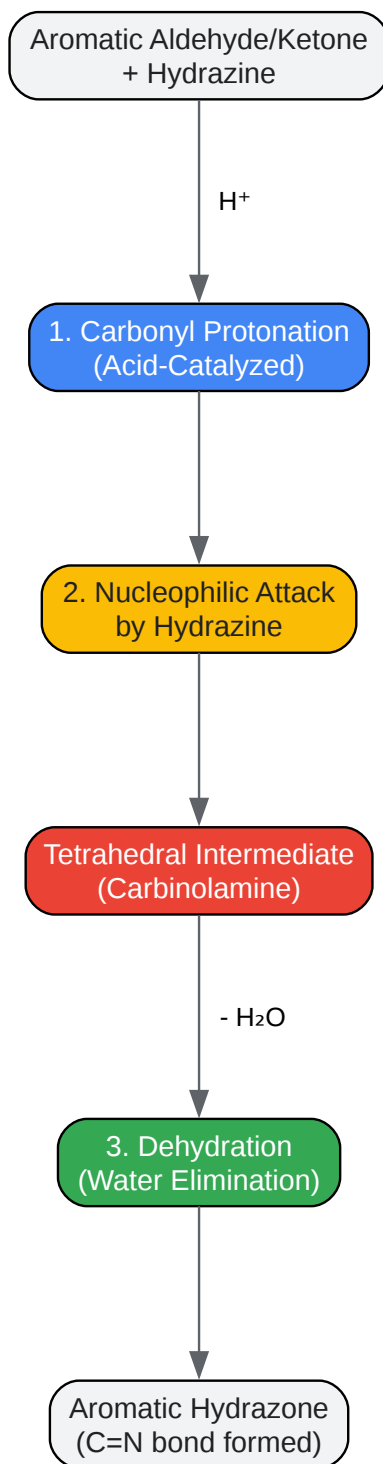 Aromatic Aldehyde/Ketone
+ Hydrazine
H⁺
1. Carbonyl Protonation
(Acid-Catalyzed)
2. Nucleophilic Attack
by Hydrazine
Tetrahedral Intermediate
(Carbinolamine)
- H₂O
3. Dehydration
(Water Elimination)
Aromatic Hydrazone
(C=N bond formed)